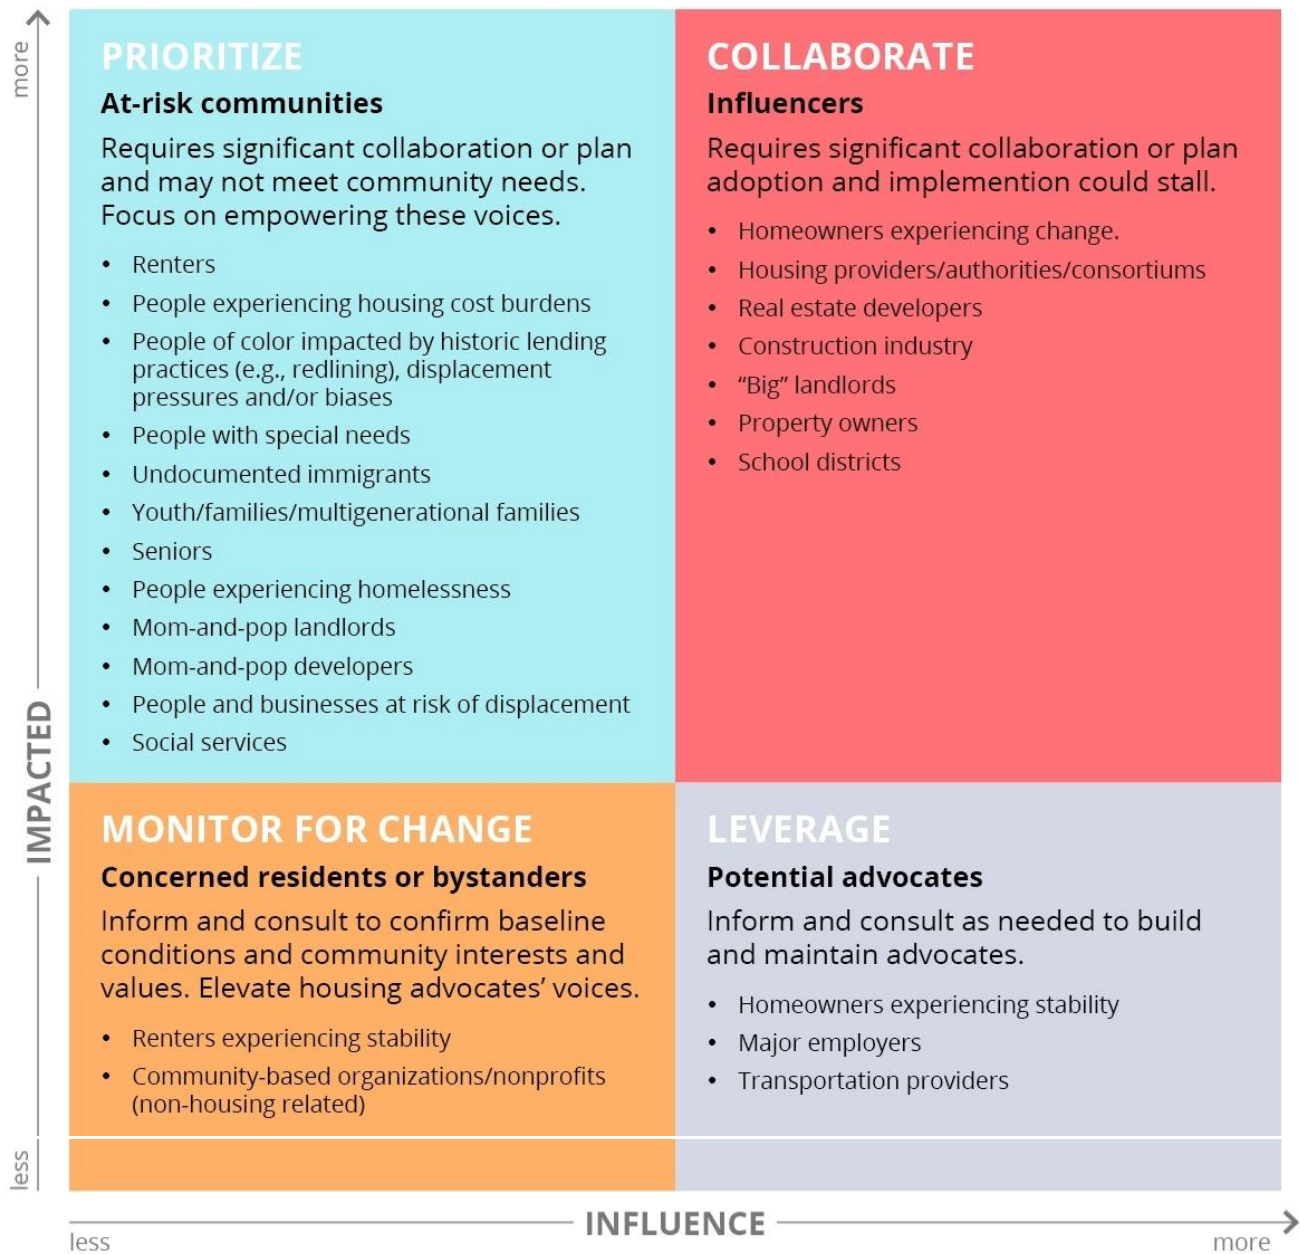 more
PRIORITIZE
At-risk communities
Requires significant collaboration or plan
and may not meet community needs.
Focus on empowering these voices.
• Renters
• People experiencing housing cost burdens
• People of color impacted by historic lending
practices (e.g., redlining), displacement
pressures and/or biases
• People with special needs
• Undocumented immigrants
• Youth/families/multigenerational families
• Seniors
• People experiencing homelessness
• Mom-and-pop landlords
• Mom-and-pop developers
• People and businesses at risk of displacement
• Social services
COLLABORATE
Influencers
Requires significant collaboration or plan
adoption and implemention could stall.
• Homeowners experiencing change.
• Housing providers/authorities/consortiums
• Real estate developers
• Construction industry
• “Big” landlords
• Property owners
• School districts
IMPACTED
MONITOR FOR CHANGE
Concerned residents or bystanders
Inform and consult to confirm baseline
conditions and community interests and
values. Elevate housing advocates’ voices.
• Renters experiencing stability
• Community-based organizations/nonprofits
(non-housing related)
LEVERAGE
Potential advocates
Inform and consult as needed to build
and maintain advocates.
• Homeowners experiencing stability
• Major employers
• Transportation providers
less
INFLUENCE
less
more